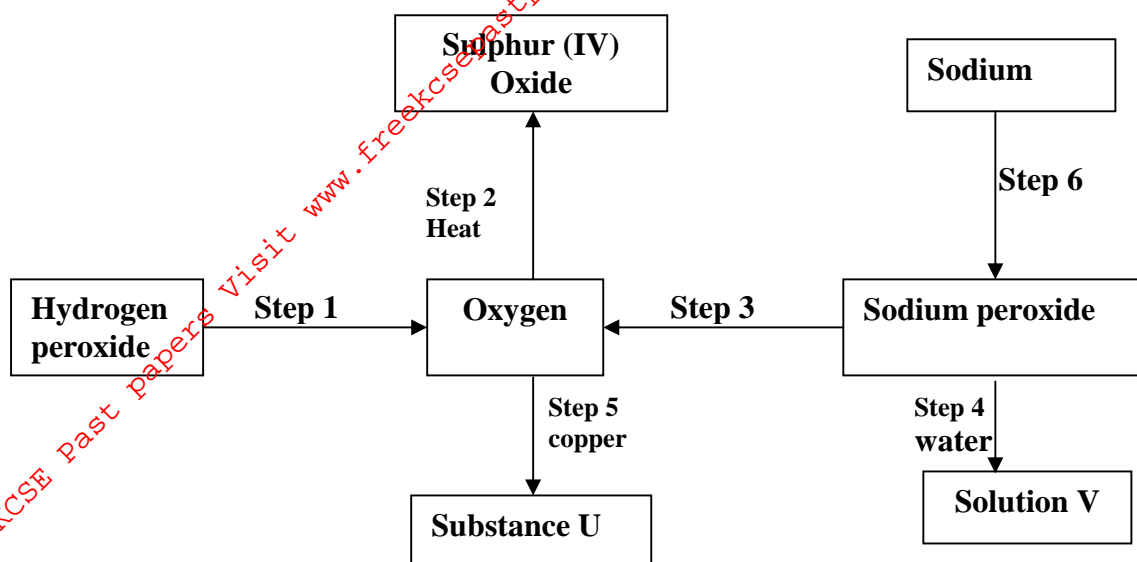 Sulphur (IV)
Oxide
Sodium
Step 2
Heat
Step 6
Hydrogen
peroxide
Step 1
Oxygen
Step 3
Sodium peroxide
Step 5
copper
Step 4
water
Substance U
Solution V
KCSE Past papers visit www.freekcsepast